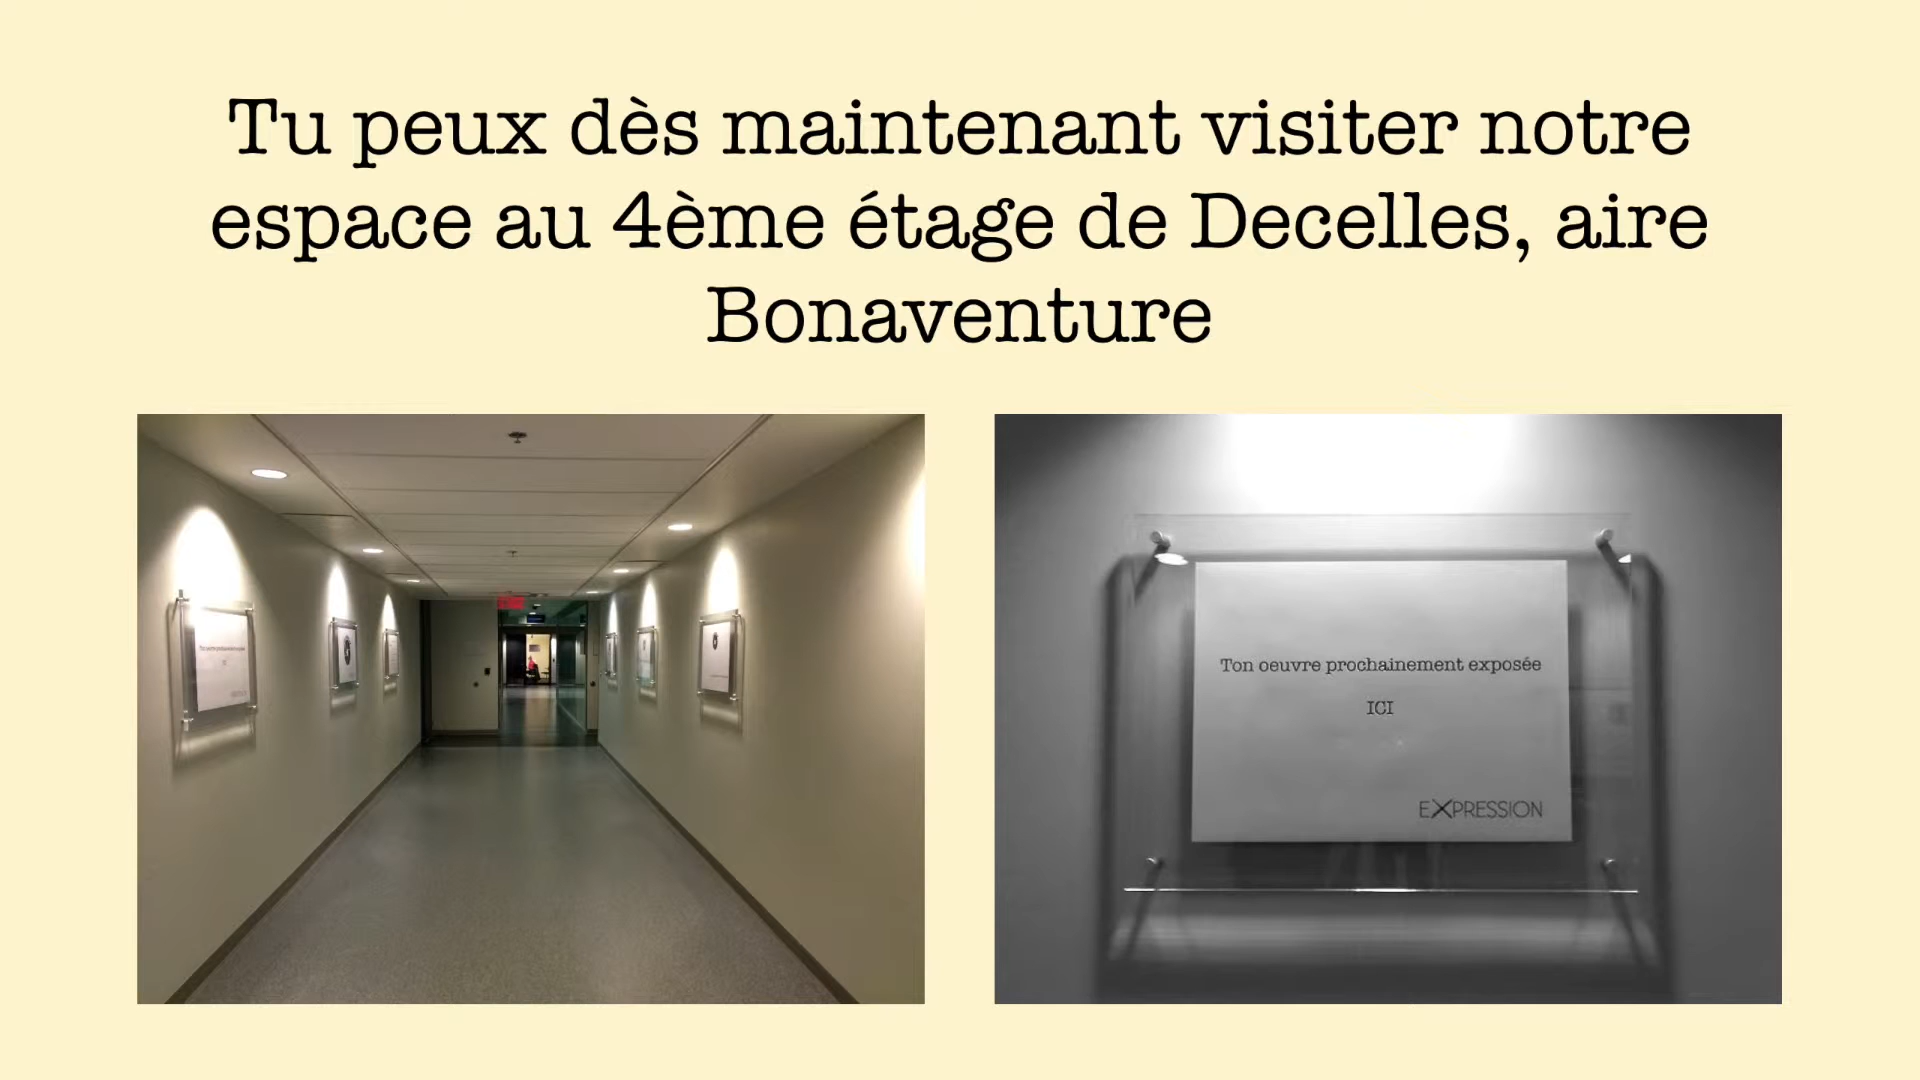 Tu peux dès maintenant visiter notre
espace au 4ème étage de Decelles, aire
Bonaventure
Ton oeuvre prochainement exposée
ICI
EXPRESSION